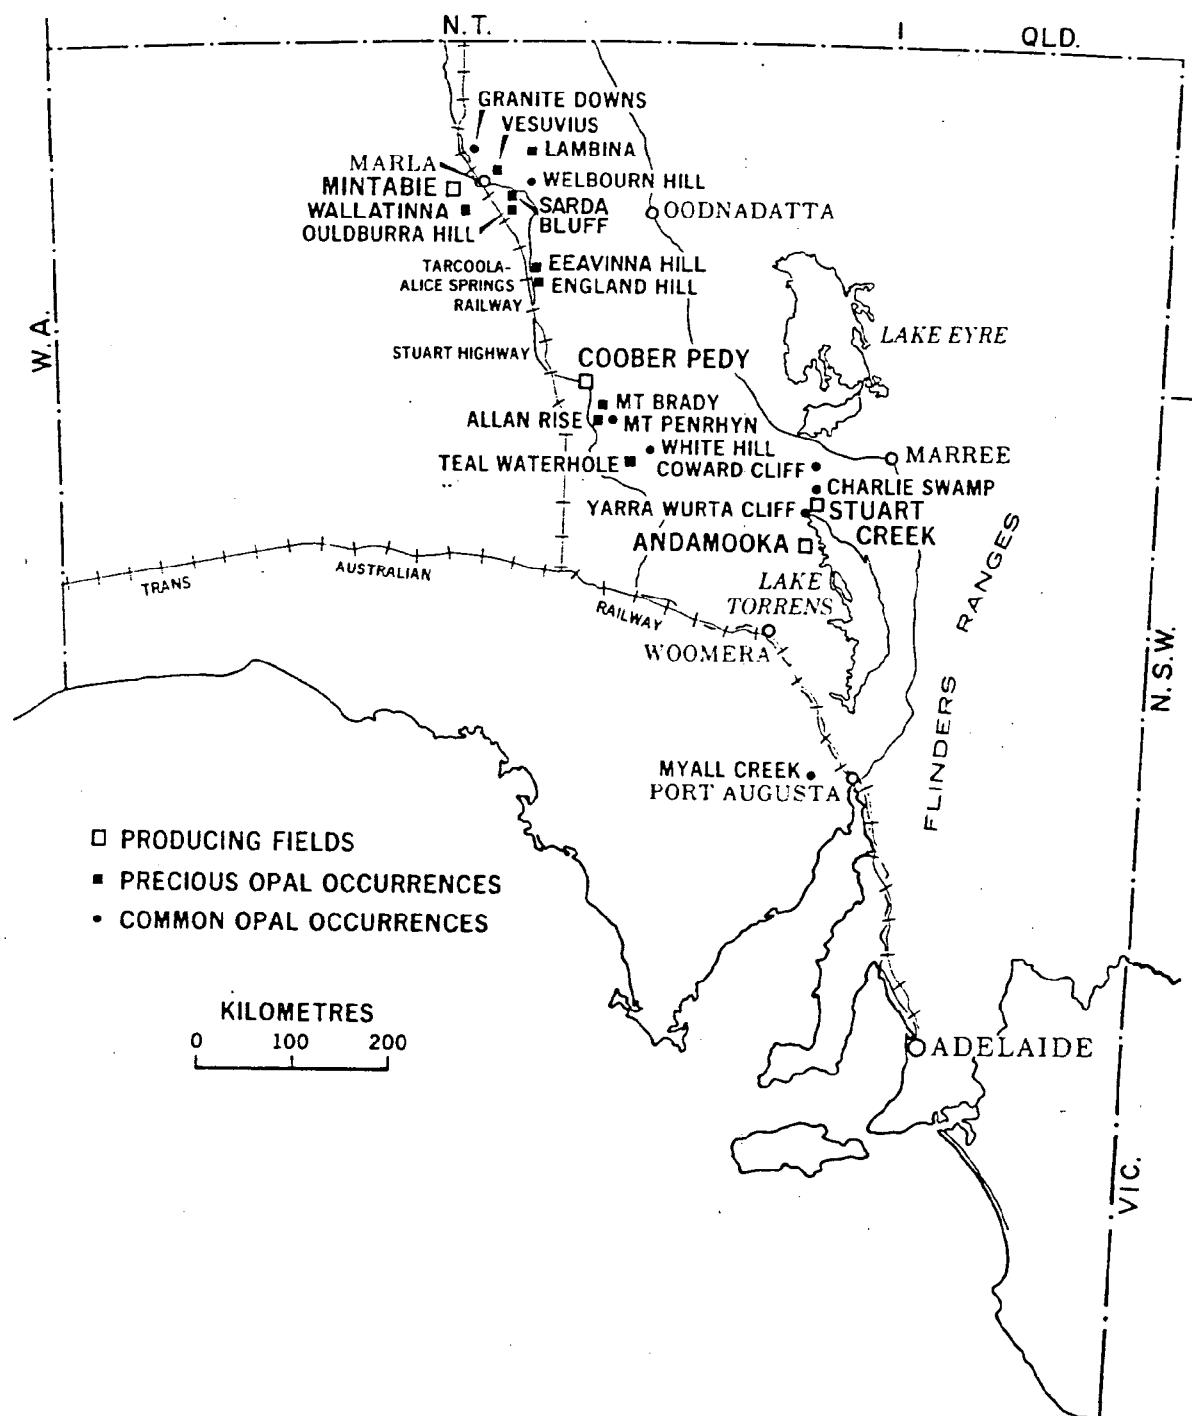 N.T.
QLD.
GRANITE DOWNS
VESUVIUS
LAMBINA
MARLA
WELBOURN HILL
MINTABIE
WALLATINNA
SARDA
BLUFF
OODNADATTA
OULDBURRA HILL
TARCOOLA-
ALICE SPRINGS
RAILWAY
EEAVINNA HILL
ENGLAND HILL
W.A.
LAKE EYRE
STUART HIGHWAY
COOBER PEDY
MT BRADY
ALLAN RISE
MT PENRHYN
WHITE HILL
TEAL WATERHOLE
COWARD CLIFF
MARREE
CHARLIE SWAMP
YARRA WURTA CLIFF
STUART
CREEK
ANDAMOOKA
TRANS
AUSTRALIAN
RAILWAY
LAKE
TORRENS
WOOMERA
FLINDERS RANGES
N.S.W.
MYALL CREEK
PORT AUGUSTA
PRODUCING FIELDS
PRECIOUS OPAL OCCURRENCES
COMMON OPAL OCCURRENCES
KILOMETRES
0 100 200
ADELAIDE
VIC.